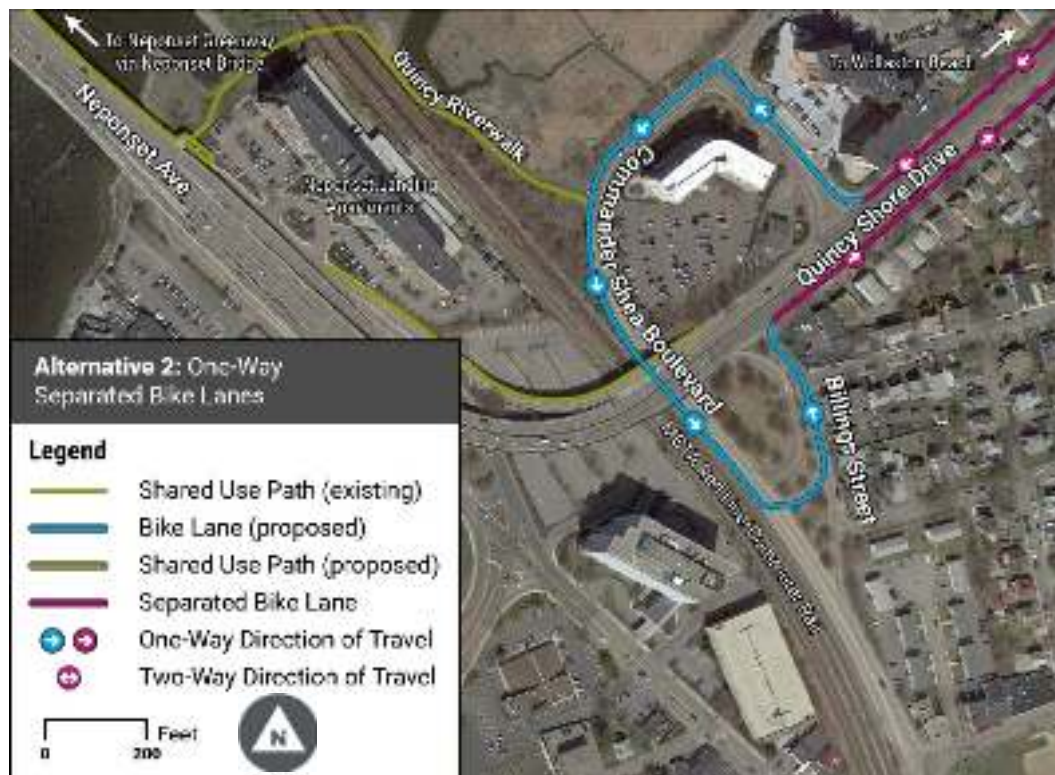 To Neponset Greenway
via Neponset Bridge
Neponset Ave
Quincy Riverwalk
Neponset Landing
Apartments
To Wollaston Beach
Commander Shea Boulevard
Quincy Shore Drive
Billings Street
Alternative 2: One-Way
Separated Bike Lanes
Legend
Shared Use Path (existing)
Bike Lane (proposed)
Shared Use Path (proposed)
Separated Bike Lane
One-Way Direction of Travel
Two-Way Direction of Travel
0 200 Feet
N